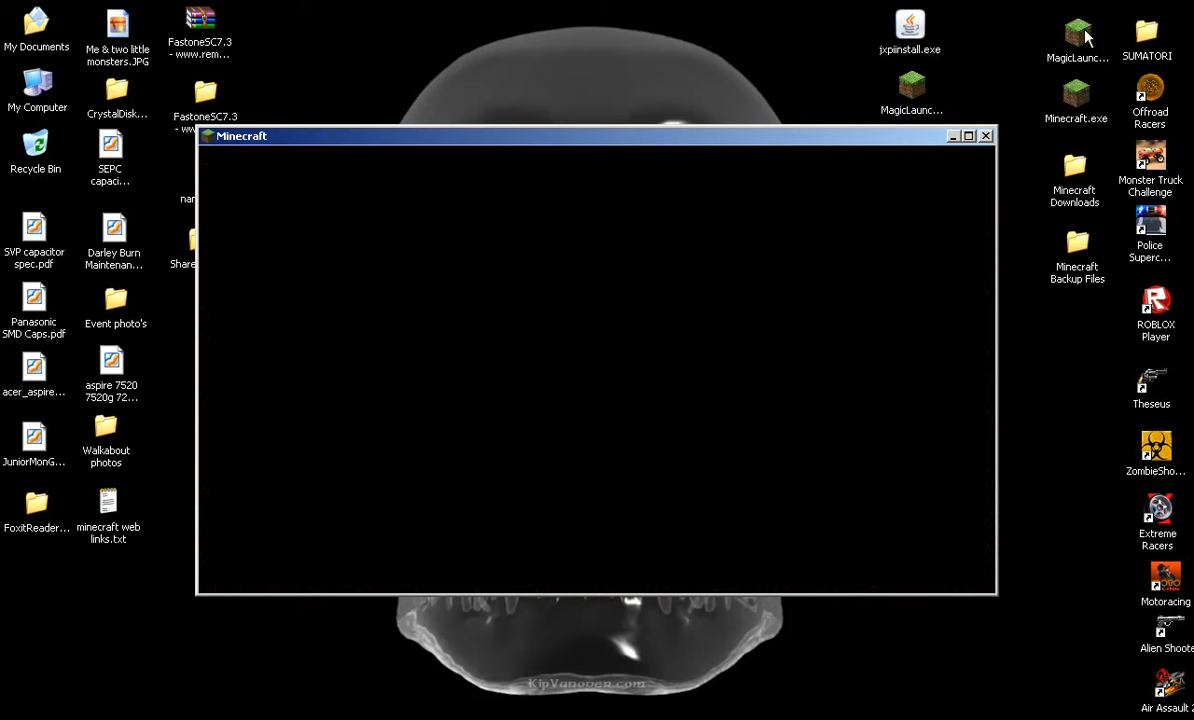 My Documents
My Computer
Recycle Bin
SVP capacitor
spec.pdf
Panasonic
SMD Caps.pdf
acer_aspire...
JuniorMonG...
FoxitReader...
Me & two little
monsters.JPG
CrystalDisk...
SEPC
capaci...
Darley Burn
Maintenan...
Event photo's
aspire 7520
7520g 72...
Walkabout
photos
minecraft web
links.txt
FastoneSC7.3
- www.rem...
FastoneSC7.3
Minecraft
jxpiinstall.exe
MagicLaunc...
MagicLaunc...
Minecraft.exe
Minecraft
Downloads
Minecraft
Backup Files
SUMATORI
Offroad
Racers
Monster Truck
Challenge
Police
Superc...
ROBLOX
Player
Theseus
ZombieSho...
Extreme
Racers
Motoracing
Alien Shoote
Air Assault 2
KipVanover.com